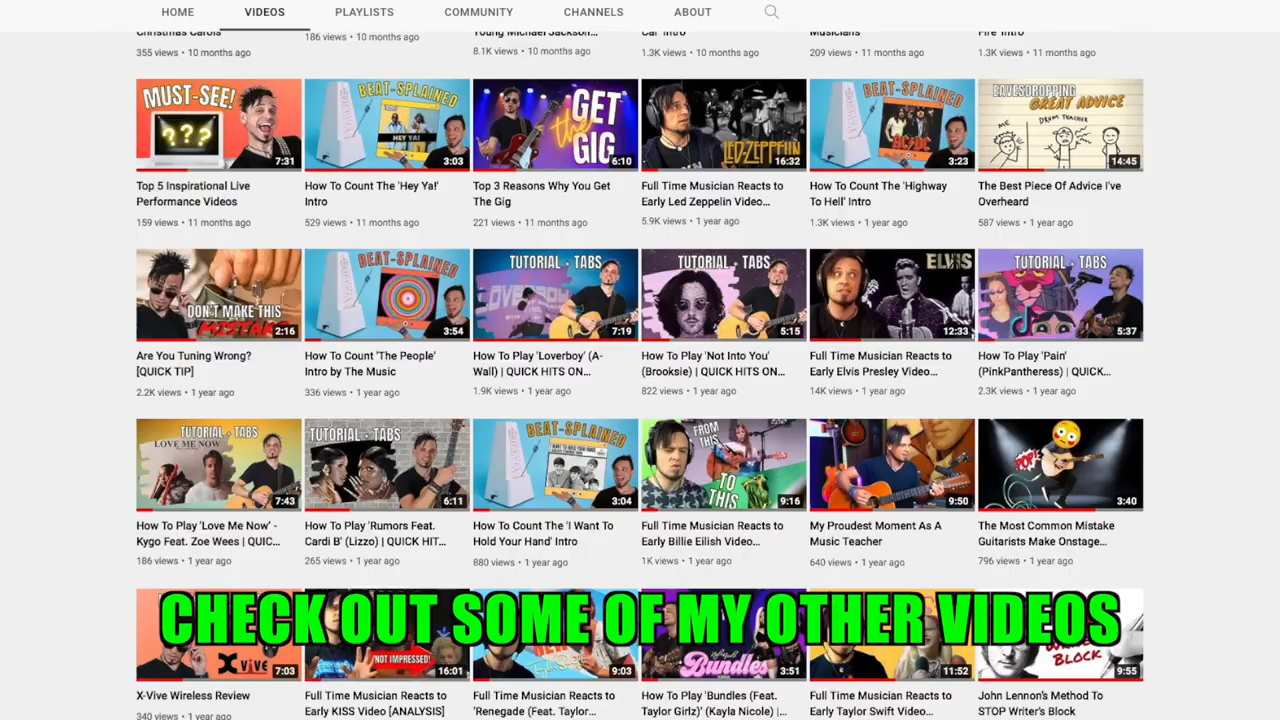 HOME VIDEOS PLAYLISTS COMMUNITY CHANNELS ABOUT
Christmas Carols
Young Michael Jackson...
Car' Intro
Musicians
Fire' Intro
355 views • 10 months ago
186 views • 10 months ago
8.1K views • 10 months ago
1.3K views • 11 months ago
209 views • 11 months ago
1.3K views • 11 months ago
MUST-SEE!
???
7:31
BEAT-SPLAINED
HEY YA!
3:03
GET
the
GIG
6:10
LED-ZEPPELIN
16:32
BEAT-SPLAINED
AC/DC
3:23
EAVESDROPPING
GREAT ADVICE
ME
DRUM TEACHER
14:45
Top 5 Inspirational Live
Performance Videos
159 views • 11 months ago
How To Count The 'Hey Ya!'
Intro
529 views • 11 months ago
Top 3 Reasons Why You Get
The Gig
221 views • 11 months ago
Full Time Musician Reacts to
Early Led Zeppelin Video...
5.9K views • 1 year ago
How To Count The 'Highway
To Hell' Intro
1.3K views • 1 year ago
The Best Piece Of Advice I've
Overheard
587 views • 1 year ago
DON'T MAKE THIS
MISTAKE
2:16
BEAT-SPLAINED
3:54
TUTORIAL + TABS
7:19
TUTORIAL + TABS
5:15
ELVIS
12:33
TUTORIAL + TABS
5:37
Are You Tuning Wrong?
[QUICK TIP]
2.2K views • 1 year ago
How To Count 'The People'
Intro by The Music
336 views • 1 year ago
How To Play 'Loverboy' (A-
Wall) | QUICK HITS ON...
1.9K views • 1 year ago
How To Play 'Not Into You'
(Brooksie) | QUICK HITS ON...
822 views • 1 year ago
Full Time Musician Reacts to
Early Elvis Presley Video...
14K views • 1 year ago
How To Play 'Pain'
(PinkPantheress) | QUICK...
2.3K views • 1 year ago
TUTORIAL + TABS
LOVE ME NOW
7:43
TUTORIAL + TABS
6:11
BEAT-SPLAINED
3:04
FROM
THIS
TO
THIS
9:16
9:50
POP!
3:40
How To Play 'Love Me Now' -
Kygo Feat. Zoe Wees | QUIC...
186 views • 1 year ago
How To Play 'Rumors Feat.
Cardi B' (Lizzo) | QUICK HIT...
265 views • 1 year ago
How To Count The 'I Want To
Hold Your Hand' Intro
880 views • 1 year ago
Full Time Musician Reacts to
Early Billie Eilish Video...
1K views • 1 year ago
My Proudest Moment As A
Music Teacher
640 views • 1 year ago
The Most Common Mistake
Guitarists Make Onstage...
796 views • 1 year ago
CHECK OUT SOME OF MY OTHER VIDEOS
Xvive
7:03
NOT IMPRESSED!
16:01
9:03
Bundles
3:51
11:52
BLOCK
9:55
X-Vive Wireless Review
340 views • 1 year ago
Full Time Musician Reacts to
Early KISS Video [ANALYSIS]
Full Time Musician Reacts to
'Renegade (Feat. Taylor...
How To Play 'Bundles (Feat.
Taylor Girlz)' (Kayla Nicole) |...
Full Time Musician Reacts to
Early Taylor Swift Video...
John Lennon's Method To
STOP Writer's Block